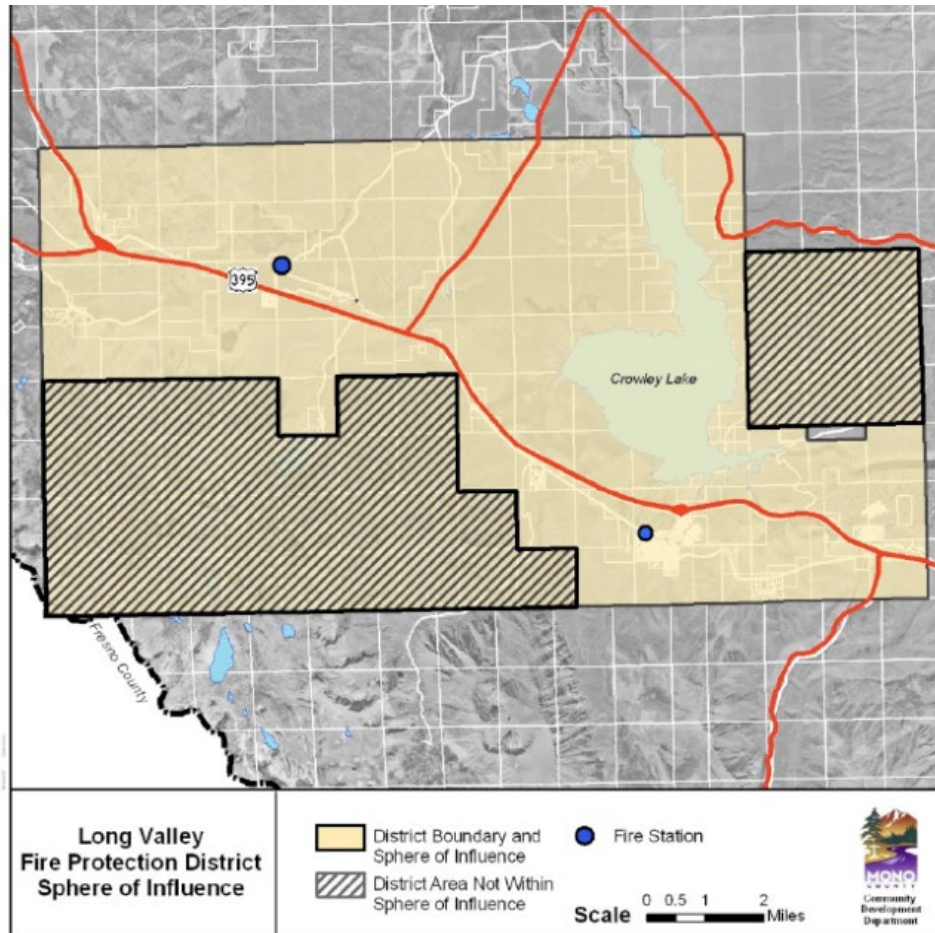 395
Crowley Lake
Fresno County
Long Valley
Fire Protection District
Sphere of Influence
District Boundary and
Sphere of Influence
District Area Not Within
Sphere of Influence
Fire Station
Scale 0 0.5 1 2 Miles
MONO
COUNTY
Community
Development
Department